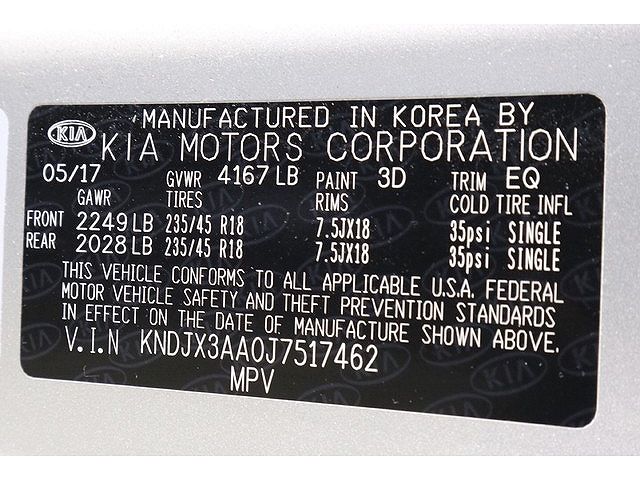 MANUFACTURED IN KOREA BY
KIA KIA MOTORS CORPORATION
05/17 GVWR 4167 LB PAINT 3D TRIM EQ
GAWR TIRES RIMS COLD TIRE INFL
FRONT 2249 LB 235/45 R18 7.5JX18 35psi SINGLE
REAR 2028 LB 235/45 R18 7.5JX18 35psi SINGLE
THIS VEHICLE CONFORMS TO ALL APPLICABLE U.S.A. FEDERAL
MOTOR VEHICLE SAFETY AND THEFT PREVENTION STANDARDS
IN EFFECT ON THE DATE OF MANUFACTURE SHOWN ABOVE.
V.I.N KNDJX3AA0J7517462
MPV